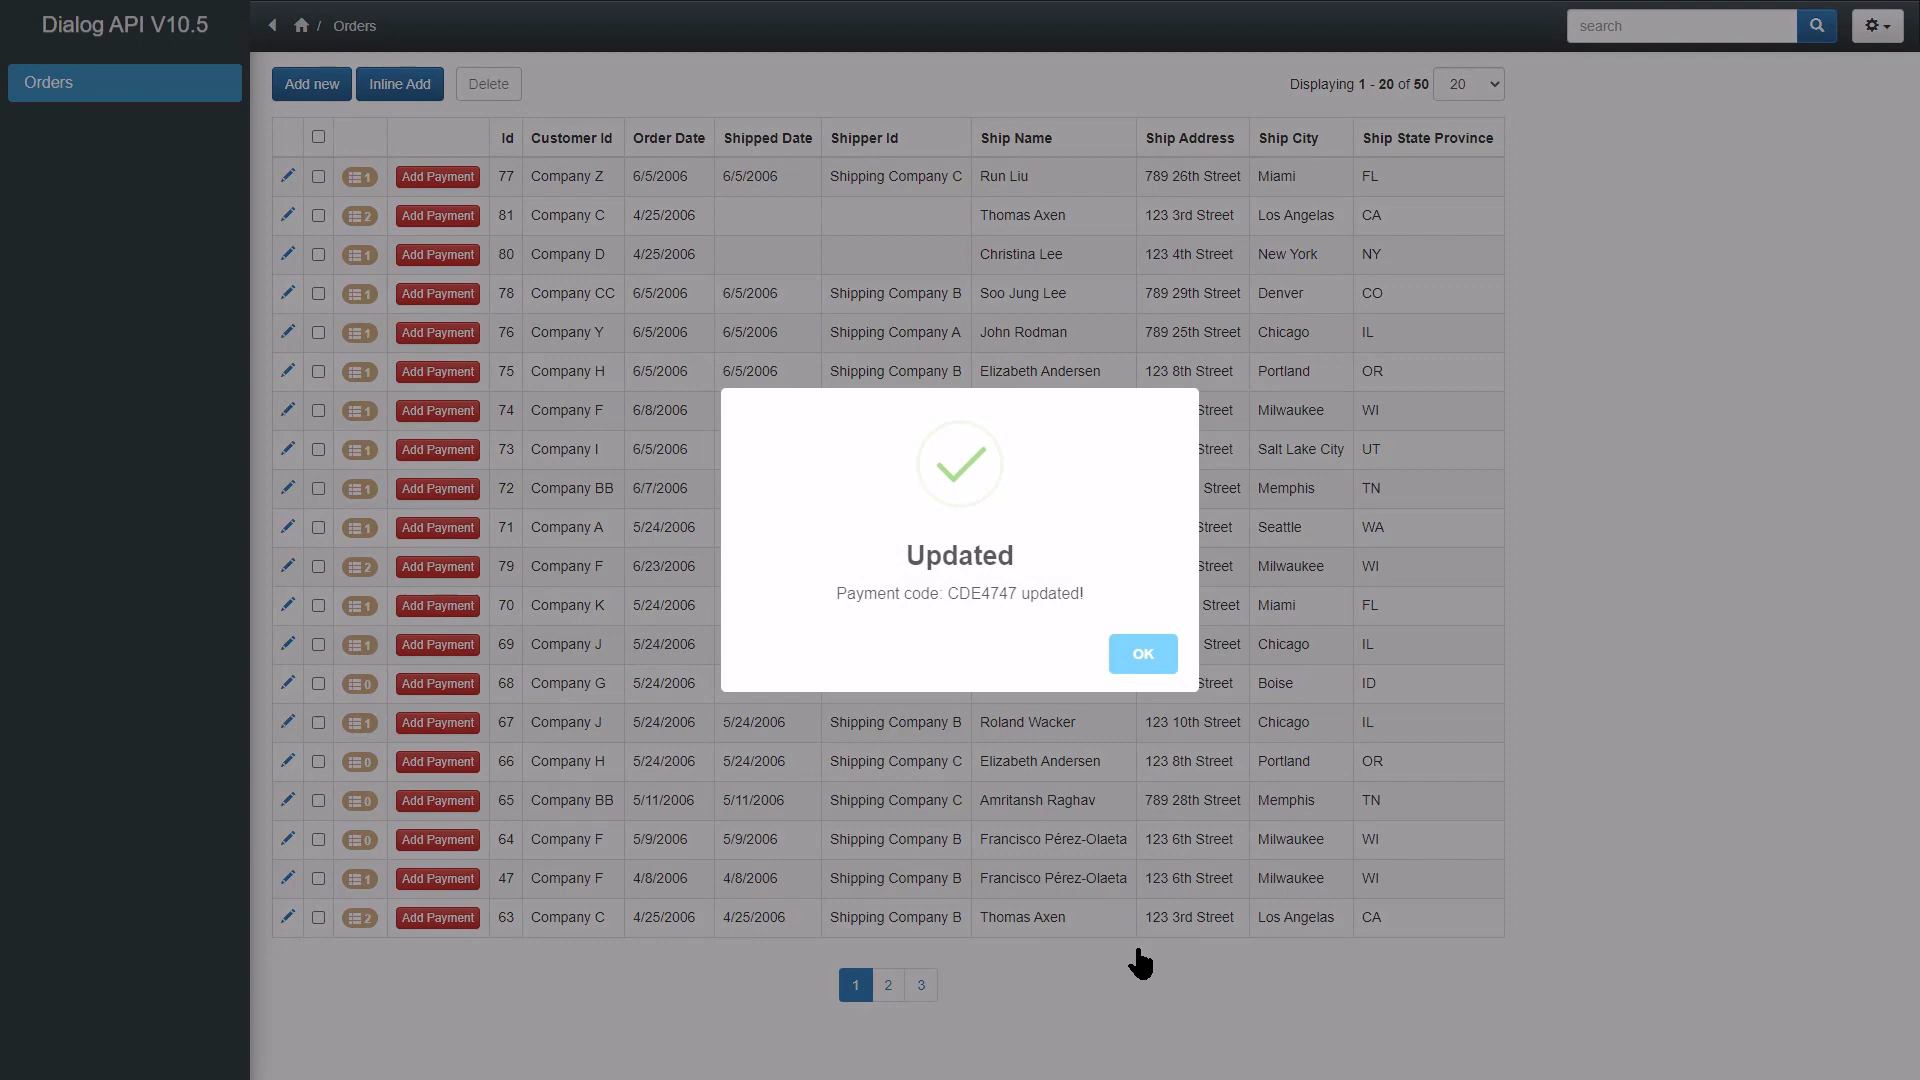 Dialog API V10.5
/ Orders
search
Orders
Add new Inline Add Delete
Displaying 1 - 20 of 50 20
Id Customer Id Order Date Shipped Date Shipper Id Ship Name Ship Address Ship City Ship State Province
1 Add Payment 77 Company Z 6/5/2006 6/5/2006 Shipping Company C Run Liu 789 26th Street Miami FL
2 Add Payment 81 Company C 4/25/2006 Thomas Axen 123 3rd Street Los Angelas CA
1 Add Payment 80 Company D 4/25/2006 Christina Lee 123 4th Street New York NY
1 Add Payment 78 Company CC 6/5/2006 6/5/2006 Shipping Company B Soo Jung Lee 789 29th Street Denver CO
1 Add Payment 76 Company Y 6/5/2006 6/5/2006 Shipping Company A John Rodman 789 25th Street Chicago IL
1 Add Payment 75 Company H 6/5/2006 6/5/2006 Shipping Company B Elizabeth Andersen 123 8th Street Portland OR
1 Add Payment 74 Company F 6/8/2006 Street Milwaukee WI
1 Add Payment 73 Company I 6/5/2006 Street Salt Lake City UT
1 Add Payment 72 Company BB 6/7/2006 Street Memphis TN
1 Add Payment 71 Company A 5/24/2006 Street Seattle WA
2 Add Payment 79 Company F 6/23/2006 Street Milwaukee WI
1 Add Payment 70 Company K 5/24/2006 Street Miami FL
1 Add Payment 69 Company J 5/24/2006 Street Chicago IL
0 Add Payment 68 Company G 5/24/2006 Street Boise ID
1 Add Payment 67 Company J 5/24/2006 5/24/2006 Shipping Company B Roland Wacker 123 10th Street Chicago IL
0 Add Payment 66 Company H 5/24/2006 5/24/2006 Shipping Company C Elizabeth Andersen 123 8th Street Portland OR
0 Add Payment 65 Company BB 5/11/2006 5/11/2006 Shipping Company C Amritansh Raghav 789 28th Street Memphis TN
0 Add Payment 64 Company F 5/9/2006 5/9/2006 Shipping Company B Francisco Pérez-Olaeta 123 6th Street Milwaukee WI
1 Add Payment 47 Company F 4/8/2006 4/8/2006 Shipping Company B Francisco Pérez-Olaeta 123 6th Street Milwaukee WI
2 Add Payment 63 Company C 4/25/2006 4/25/2006 Shipping Company B Thomas Axen 123 3rd Street Los Angelas CA
Updated
Payment code: CDE4747 updated!
OK
1 2 3